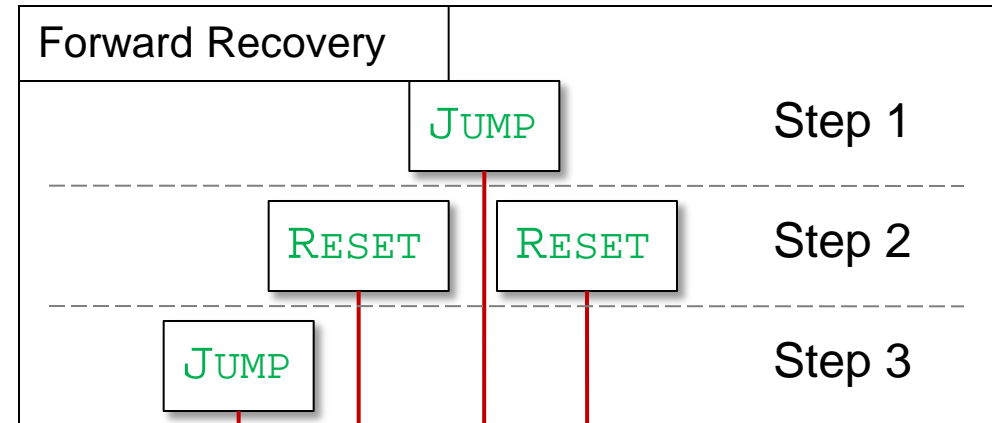 Forward Recovery
JUMP Step 1
RESET RESET Step 2
JUMP Step 3